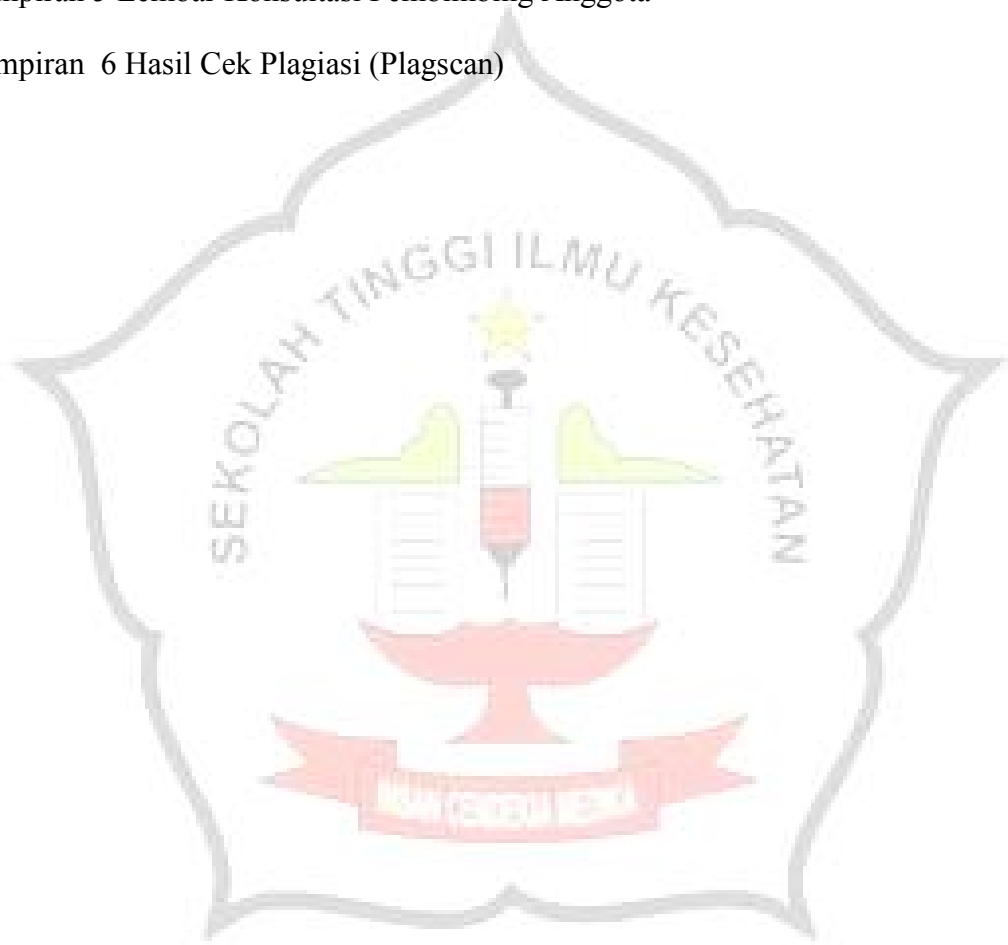 mpiran 5 Lembar Konsultasi Pembimbing Anggota
mpiran  6 Hasil Cek Plagiasi (Plagscan)
SEKOLAH TINGGI ILMU KESEHATAN